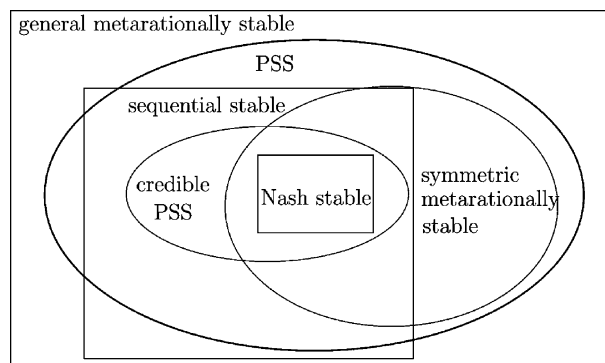 general metarationally stable
PSS
sequential stable
credible
PSS
Nash stable
symmetric
metarationally
stable